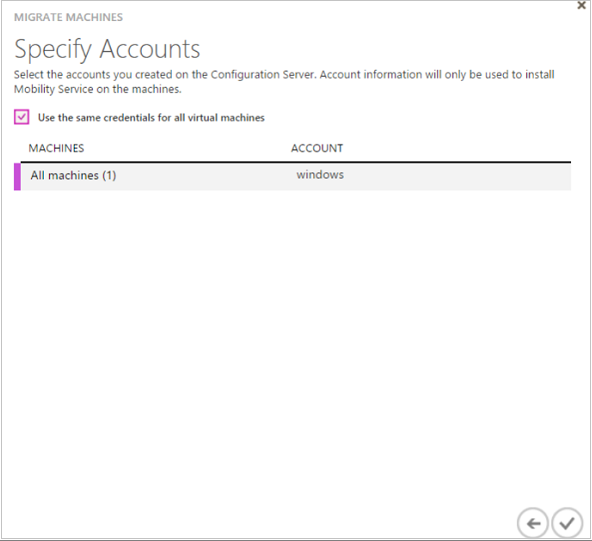 MIGRATE MACHINES
Specify Accounts
Select the accounts you created on the Configuration Server. Account information will only be used to install
Mobility Service on the machines.
Use the same credentials for all virtual machines
MACHINES ACCOUNT
All machines (1) windows